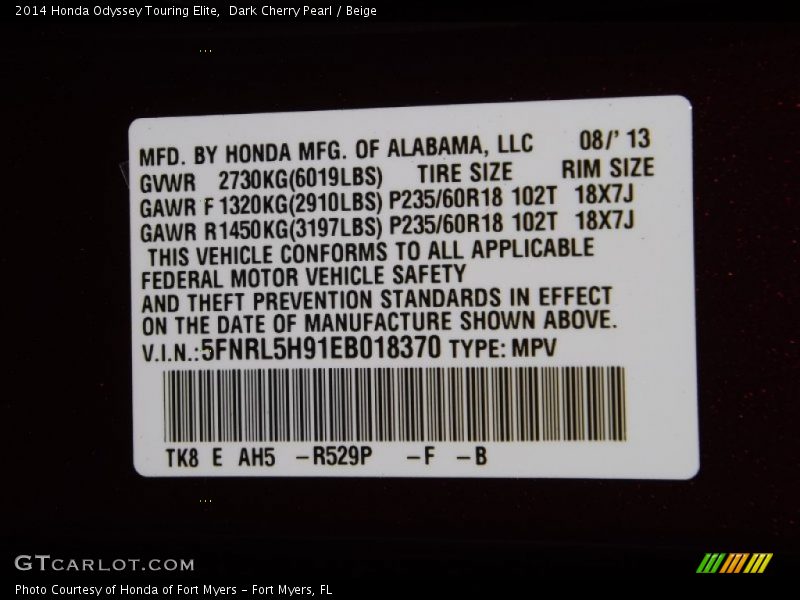 2014 Honda Odyssey Touring Elite,  Dark Cherry Pearl / Beige
MFD. BY HONDA MFG. OF ALABAMA, LLC 08/' 13
GVWR 2730KG(6019LBS) TIRE SIZE RIM SIZE
GAWR F 1320KG(2910LBS) P235/60R18 102T 18X7J
GAWR R1450KG(3197LBS) P235/60R18 102T 18X7J
THIS VEHICLE CONFORMS TO ALL APPLICABLE
FEDERAL MOTOR VEHICLE SAFETY
AND THEFT PREVENTION STANDARDS IN EFFECT
ON THE DATE OF MANUFACTURE SHOWN ABOVE.
V.I.N.:5FNRL5H91EB018370 TYPE: MPV
TK8 E AH5 -R529P -F -B
GTCARLOT.COM
Photo Courtesy of Honda of Fort Myers - Fort Myers, FL